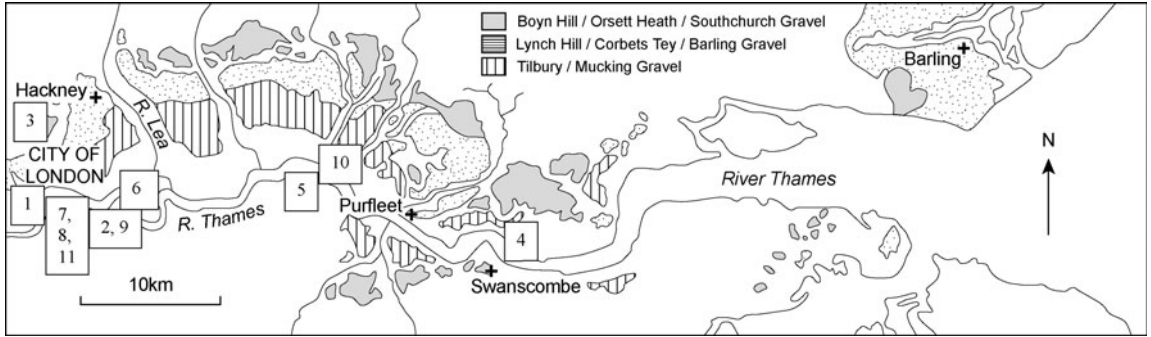 Boyn Hill / Orsett Heath / Southchurch Gravel
Lynch Hill / Corbets Tey / Barling Gravel
Tilbury / Mucking Gravel
Barling
Hackney
R. Lea
3
CITY OF
LONDON
10
N
6
5
1
River Thames
7,
8,
11
2, 9
R. Thames
Purfleet
4
10km
Swanscombe